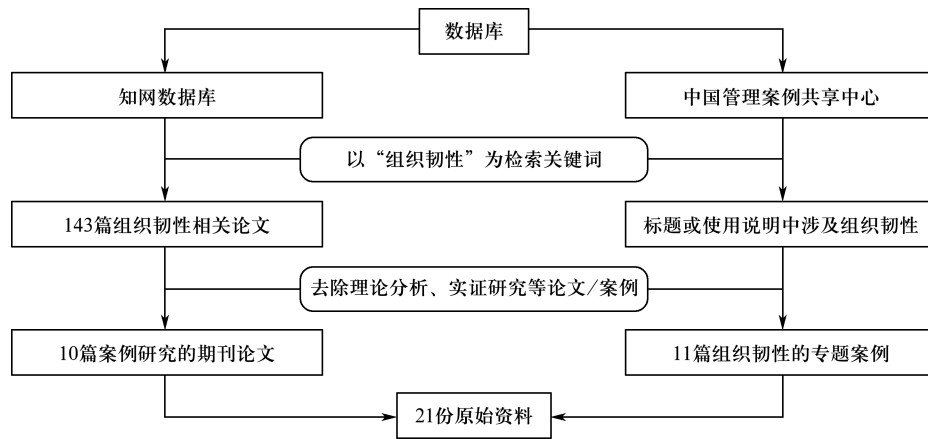 数据库
知网数据库
中国管理案例共享中心
以“组织韧性”为检索关键词
143篇组织韧性相关论文
标题或使用说明中涉及组织韧性
去除理论分析、实证研究等论文/案例
10篇案例研究的期刊论文
11篇组织韧性的专题案例
21份原始资料